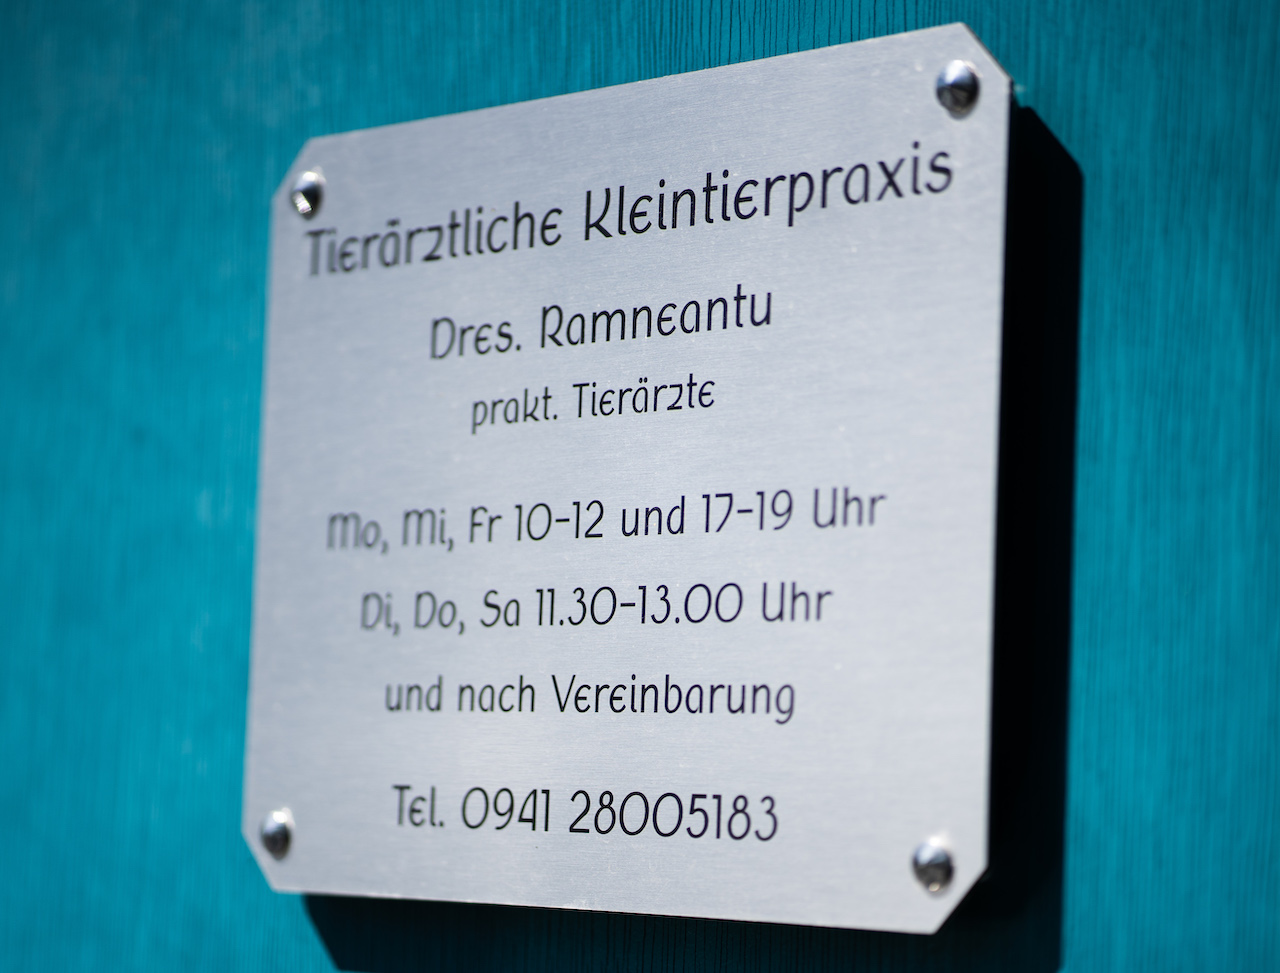 Tierärztliche Kleintierpraxis
Dres. Ramneantu
prakt. Tierärzte
Mo, Mi, Fr 10-12 und 17-19 Uhr
Di, Do, Sa 11.30-13.00 Uhr
und nach Vereinbarung
Tel. 0941 28005183